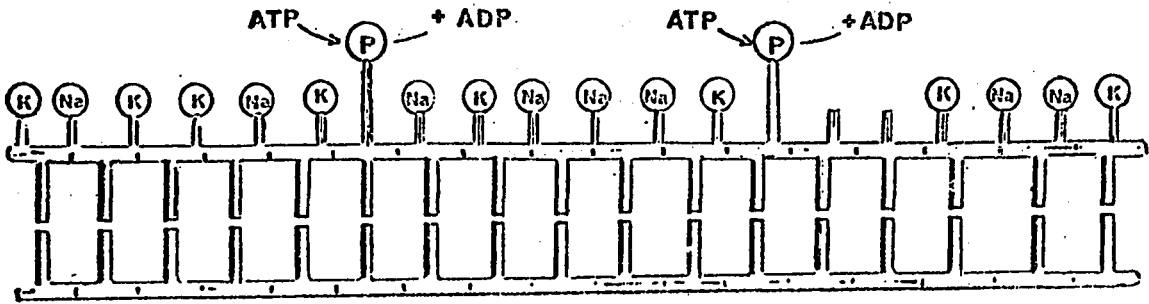 ATP + ADP ATP + ADP
P P
K Na K K Na K Na K Na Na Na K K Na Na K